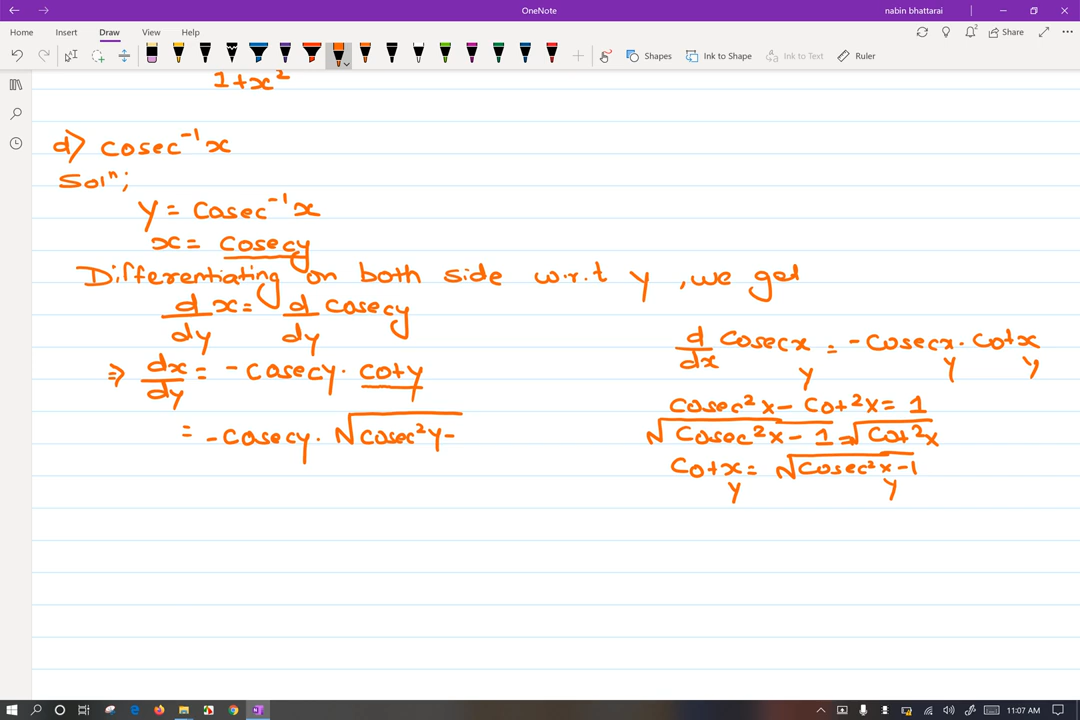 OneNote
nabin bhattarai
Home Insert Draw View Help
Share
Shapes Ink to Shape Ink to Text Ruler
1+x²
d) cosec⁻¹x
Solⁿ;
y = cosec⁻¹x
x = cosecy
Differentiating on both side w.r.t y , we get
d/dy x = d/dy cosecy
⇒ dx/dy = -cosecy · coty
= -cosecy · √cosec²y-
d/dx cosecx = -cosecx · cotx
y y y
cosec²x - cot²x = 1
√cosec²x - 1 = √cot²x
cotx = √cosec²x - 1
y y
11:07 AM